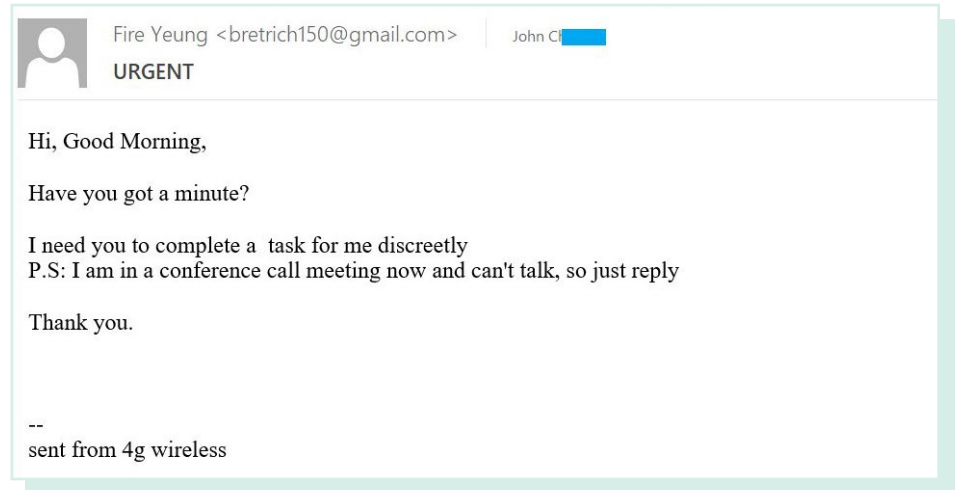 Fire Yeung <bretrich150@gmail.com> John
URGENT
Hi, Good Morning,
Have you got a minute?
I need you to complete a  task for me discreetly
P.S: I am in a conference call meeting now and can't talk, so just reply
Thank you.
--
sent from 4g wireless